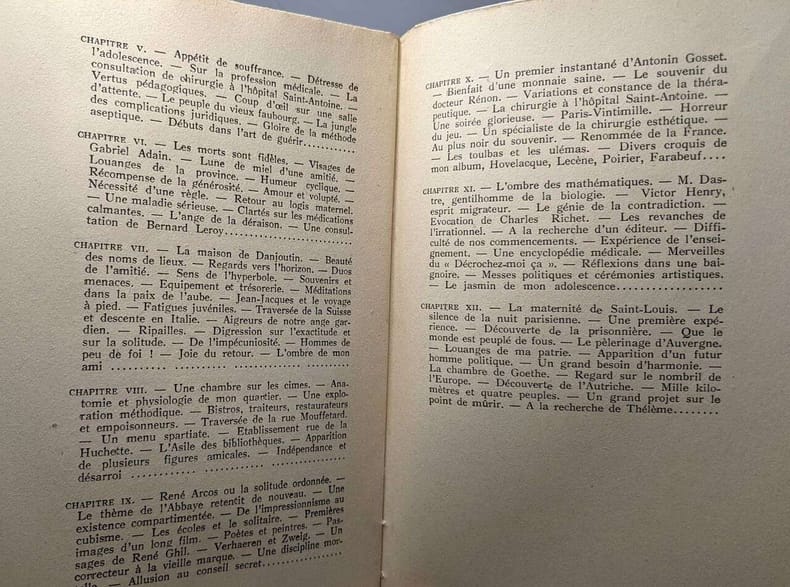 CHAPITRE V. — Appétit de souffrance. — Détresse de
l'adolescence. — Sur la profession médicale. — La
consultation de chirurgie à l'hôpital Saint-Antoine. —
Vertus pédagogiques. — Coup d'œil sur une salle
d'attente. — Le peuple du vieux faubourg. — La jungle
des complications juridiques. — Gloire de la méthode
aseptique. — Débuts dans l'art de guérir............
CHAPITRE VI. — Les morts sont fidèles. — Visages de
Gabriel Adain. — Lune de miel d'une amitié. —
Louanges de la province. — Humeur cyclique. —
Récompense de la générosité. — Amour et volupté. —
Nécessité d'une règle. — Retour au logis maternel.
— Une maladie sérieuse. — Clartés sur les médications
calmantes. — L'ange de la déraison. — Une consul-
tation de Bernard Leroy..............................
CHAPITRE VII. — La maison de Danjoutin. — Beauté
des noms de lieux. — Regards vers l'horizon. — Duos
de l'amitié. — Sens de l'hyperbole. — Souvenirs et
menaces. — Equipement et trésorerie. — Méditations
dans la paix de l'aube. — Jean-Jacques et le voyage
à pied. — Fatigues juvéniles. — Traversée de la Suisse
et descente en Italie. — Aigreurs de notre ange gar-
dien. — Ripailles. — Digression sur l'exactitude et
sur la solitude. — De l'impécuniosité. — Hommes de
peu de foi ! — Joie du retour. — L'ombre de mon
ami ..............................................
CHAPITRE VIII. — Une chambre sur les cimes. — Ana-
tomie et physiologie de mon quartier. — Une explo-
ration méthodique. — Bistros, traiteurs, restaurateurs
et empoisonneurs. — Traversée de la rue Mouffetard.
— Un menu spartiate. — Etablissement rue de la
Huchette. — L'Asile des bibliothèques. — Apparition
de plusieurs figures amicales. — Indépendance et
désarroi ..........................................
CHAPITRE IX. — René Arcos ou la solitude ordonnée. —
Le thème de l'Abbaye retentit de nouveau. — Une
existence compartimentée. — De l'impressionnisme au
cubisme. — Les écoles et le solitaire. — Premières
images d'un long film. — Poètes et peintres. — Pas-
sages de René Ghil. — Verhaeren et Zweig. — Un
correcteur à la vieille marque. — Une discipline mor-
telle. — Allusion au conseil secret..................
CHAPITRE X. — Un premier instantané d'Antonin Gosset.
— Bienfait d'une monnaie saine. — Le souvenir du
docteur Rénon. — Variations et constance de la théra-
peutique. — La chirurgie à l'hôpital Saint-Antoine. —
Une soirée glorieuse. — Paris-Vintimille. — Horreur
du jeu. — Un spécialiste de la chirurgie esthétique. —
Au plus noir du souvenir. — Renommée de la France.
— Les toulbas et les ulémas. — Divers croquis de
mon album, Hovelacque, Lecène, Poirier, Farabeuf....
CHAPITRE XI. — L'ombre des mathématiques. — M. Das-
tre, gentilhomme de la biologie. — Victor Henry,
esprit migrateur. — Le génie de la contradiction. —
Evocation de Charles Richet. — Les revanches de
l'irrationnel. — A la recherche d'un éditeur. — Diffi-
culté de nos commencements. — Expérience de l'ensei-
gnement. — Une encyclopédie médicale. — Merveilles
du « Décrochez-moi ça ». — Réflexions dans une bai-
gnoire. — Messes politiques et cérémonies artistiques.
— Le jasmin de mon adolescence.................
CHAPITRE XII. — La maternité de Saint-Louis. — Le
silence de la nuit parisienne. — Une première expé-
rience. — Découverte de la prisonnière. — Que le
monde est peuplé de fous. — Le pèlerinage d'Auvergne.
— Louanges de ma patrie. — Apparition d'un futur
homme politique. — Un grand besoin d'harmonie. —
La chambre de Goethe. — Regard sur le nombril de
l'Europe. — Découverte de l'Autriche. — Mille kilo-
mètres et quatre peuples. — Un grand projet sur le
point de mûrir. — A la recherche de Thélème........